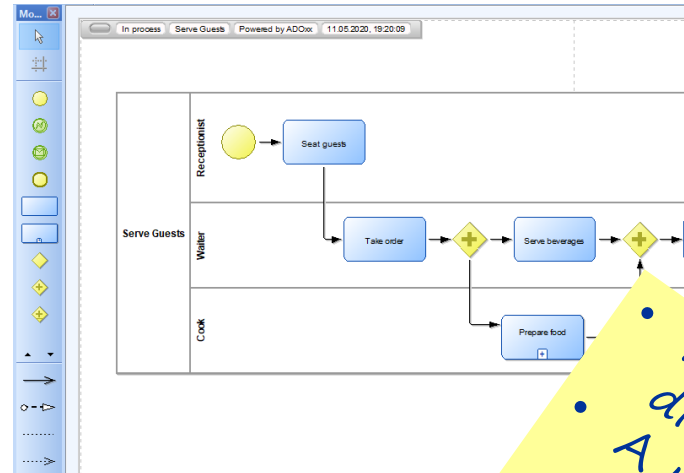 Mo...
In process Serve Guests Powered by ADOxx 11.05.2020, 19:20:09
Serve Guests
Receptionist
Seat guests
Waiter
Take order
Serve beverages
Cook
Prepare food
A